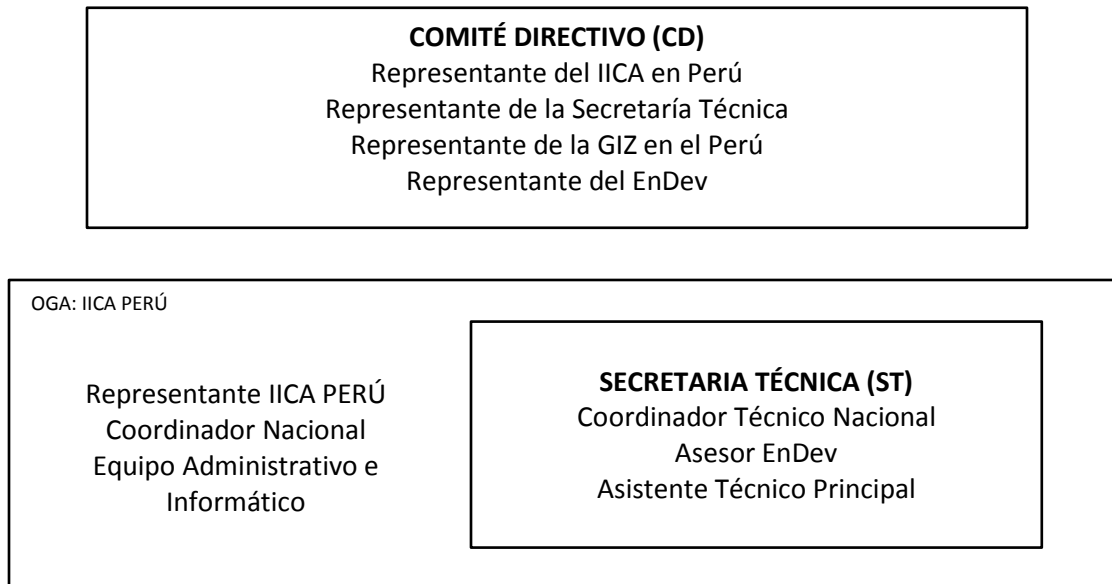 COMITÉ DIRECTIVO (CD)
Representante del IICA en Perú
Representante de la Secretaría Técnica
Representante de la GIZ en el Perú
Representante del EnDev
OGA: IICA PERÚ
Representante IICA PERÚ
Coordinador Nacional
Equipo Administrativo e
Informático
SECRETARIA TÉCNICA (ST)
Coordinador Técnico Nacional
Asesor EnDev
Asistente Técnico Principal